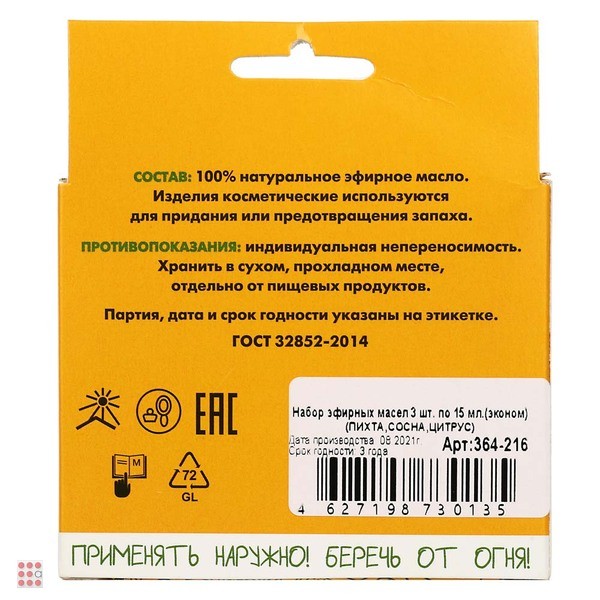 СОСТАВ: 100% натуральное эфирное масло.
Изделия косметические используются
для придания или предотвращения запаха.
ПРОТИВОПОКАЗАНИЯ: индивидуальная непереносимость.
Хранить в сухом, прохладном месте,
отдельно от пищевых продуктов.
Партия, дата и срок годности указаны на этикетке.
ГОСТ 32852-2014
EAC
M
72
GL
Набор эфирных масел 3 шт. по 15 мл.(эконом)
(ПИХТА,СОСНА,ЦИТРУС)
Дата производства 08 2021г
Срок годности: 3 года
Арт:364-216
4 627198 730135
ПРИМЕНЯТЬ НАРУЖНО! БЕРЕЧЬ ОТ ОГНЯ!
a